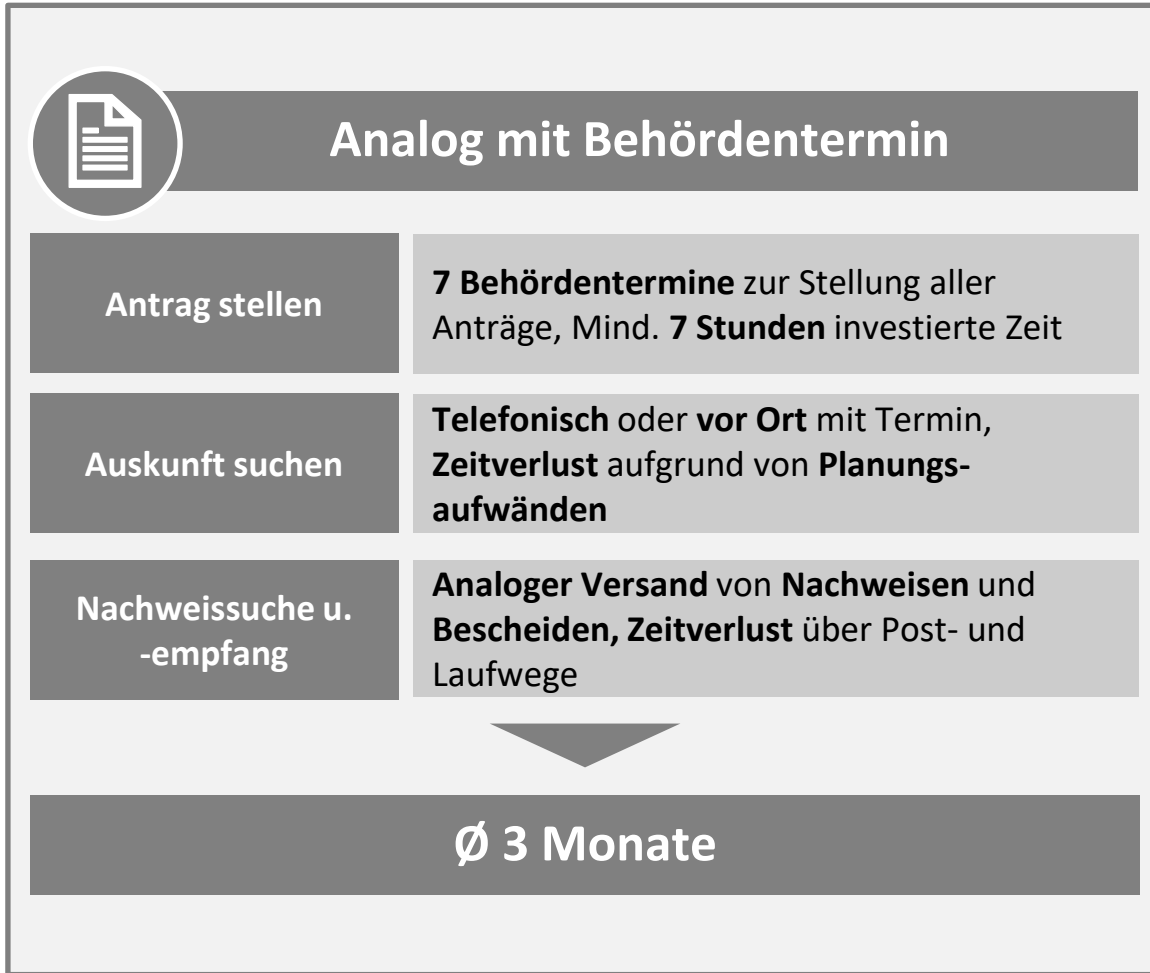 Analog mit Behördentermin
Antrag stellen
7 Behördentermine zur Stellung aller
Anträge, Mind. 7 Stunden investierte Zeit
Auskunft suchen
Telefonisch oder vor Ort mit Termin,
Zeitverlust aufgrund von Planungs-
aufwänden
Nachweissuche u.
-empfang
Analoger Versand von Nachweisen und
Bescheiden, Zeitverlust über Post- und
Laufwege
Ø 3 Monate